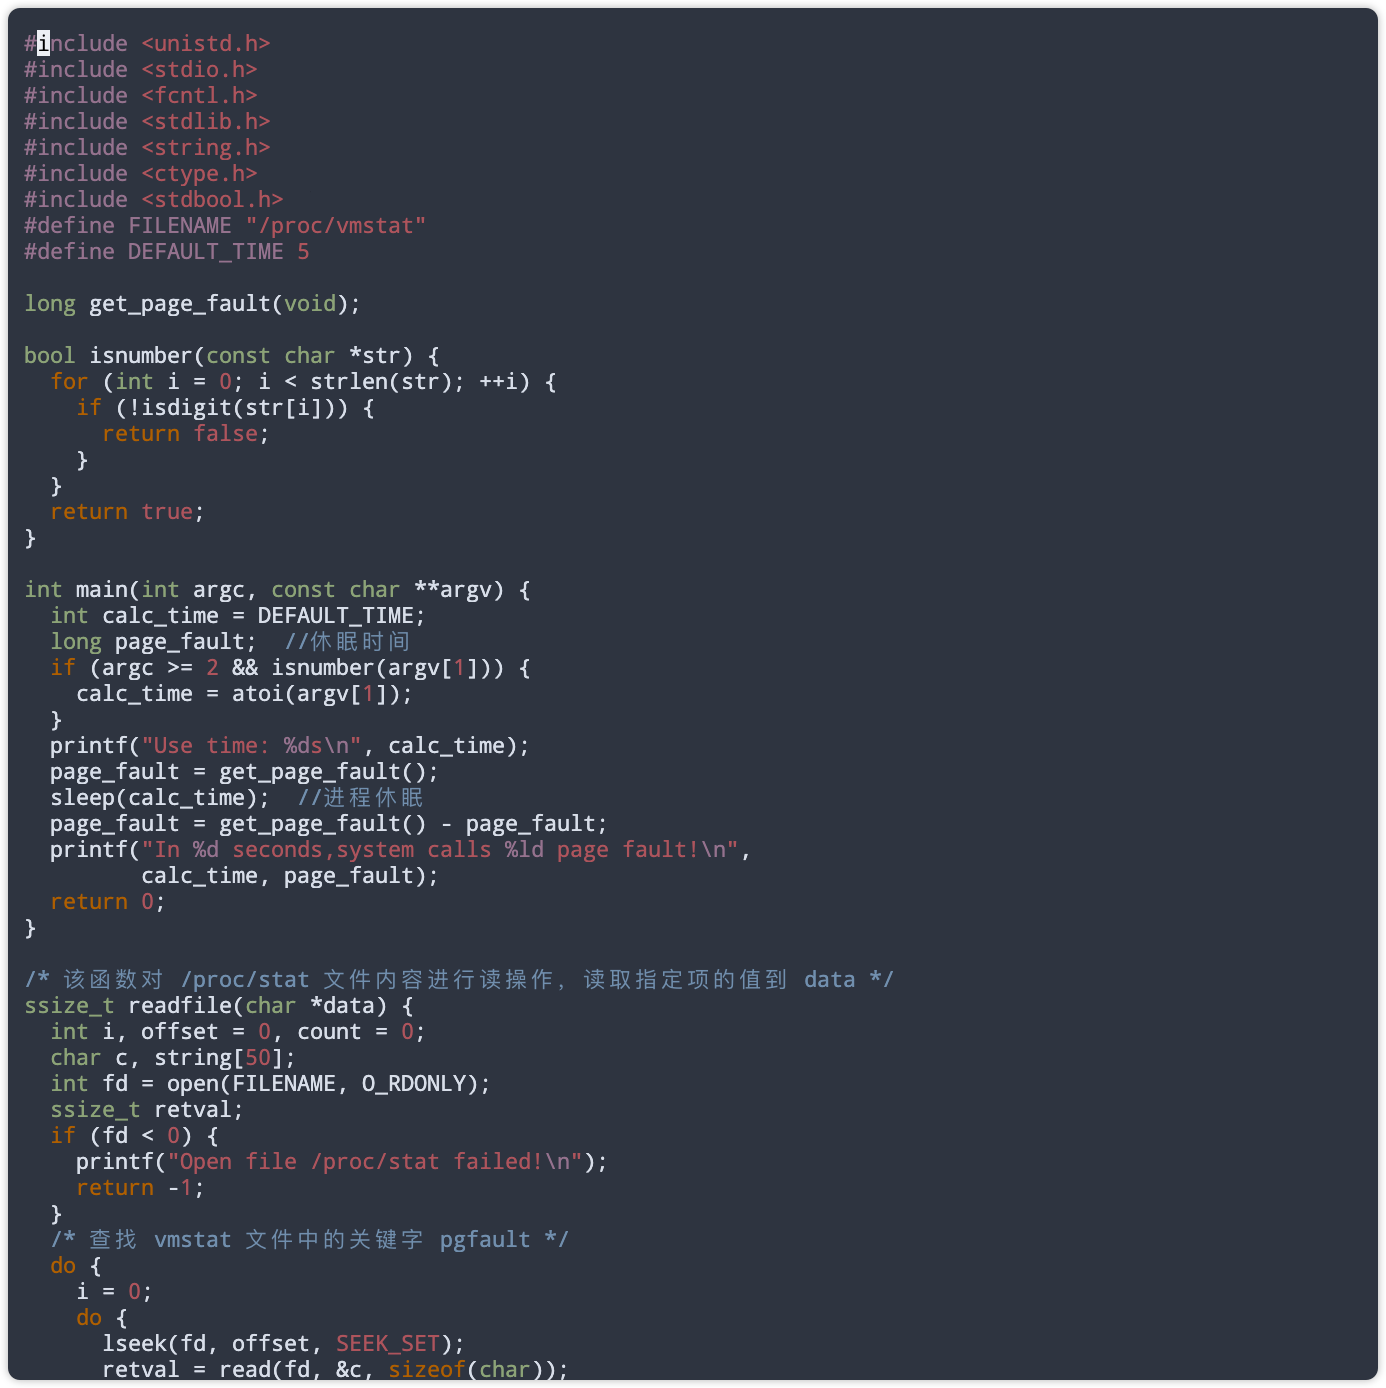 #include <unistd.h>
#include <stdio.h>
#include <fcntl.h>
#include <stdlib.h>
#include <string.h>
#include <ctype.h>
#include <stdbool.h>
#define FILENAME "/proc/vmstat"
#define DEFAULT_TIME 5

long get_page_fault(void);

bool isnumber(const char *str) {
  for (int i = 0; i < strlen(str); ++i) {
    if (!isdigit(str[i])) {
      return false;
    }
  }
  return true;
}

int main(int argc, const char **argv) {
  int calc_time = DEFAULT_TIME;
  long page_fault;  //休眠时间
  if (argc >= 2 && isnumber(argv[1])) {
    calc_time = atoi(argv[1]);
  }
  printf("Use time: %ds\n", calc_time);
  page_fault = get_page_fault();
  sleep(calc_time);  //进程休眠
  page_fault = get_page_fault() - page_fault;
  printf("In %d seconds,system calls %ld page fault!\n",
         calc_time, page_fault);
  return 0;
}

/* 该函数对 /proc/stat 文件内容进行读操作，读取指定项的值到 data */
ssize_t readfile(char *data) {
  int i, offset = 0, count = 0;
  char c, string[50];
  int fd = open(FILENAME, O_RDONLY);
  ssize_t retval;
  if (fd < 0) {
    printf("Open file /proc/stat failed!\n");
    return -1;
  }
  /* 查找 vmstat 文件中的关键字 pgfault */
  do {
    i = 0;
    do {
      lseek(fd, offset, SEEK_SET);
      retval = read(fd, &c, sizeof(char));